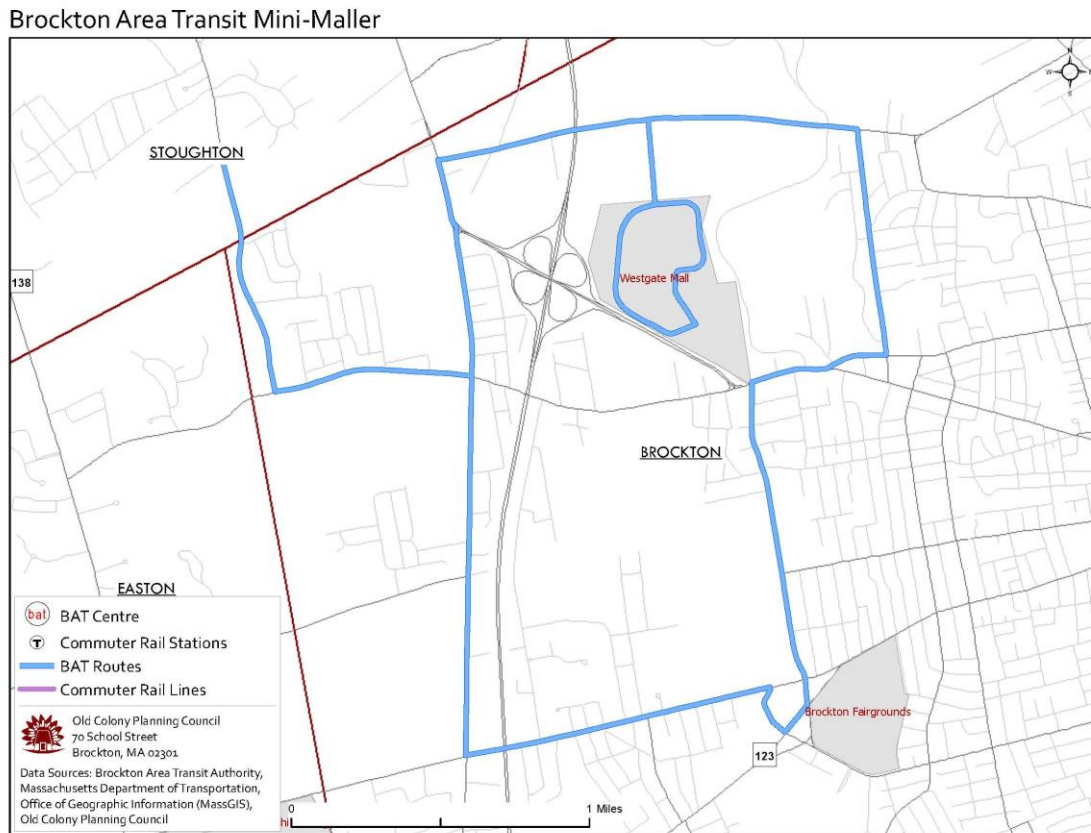 Brockton Area Transit Mini-Maller
N
W
S
STOUGHTON
138
Westgate Mall
BROCKTON
EASTON
bat BAT Centre
T Commuter Rail Stations
BAT Routes
Commuter Rail Lines
Brockton Fairgrounds
123
Old Colony Planning Council
70 School Street
Brockton, MA 02301
Data Sources: Brockton Area Transit Authority,
Massachusetts Department of Transportation,
Office of Geographic Information (MassGIS),
Old Colony Planning Council
0 1 Miles
hi